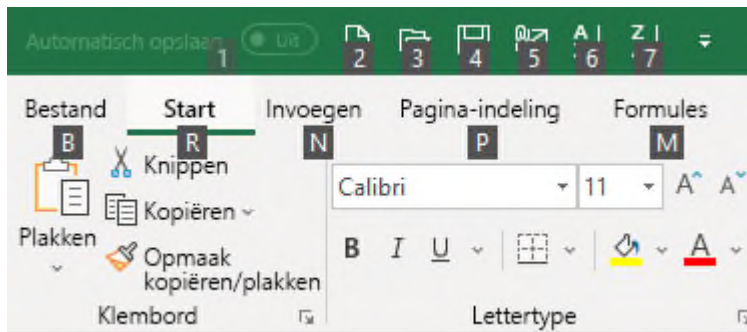 Automatisch opslaan Uit
1 2 3 4 5 6 7
Bestand Start Invoegen Pagina-indeling Formules
B R N P M
Knippen
Calibri 11 A A
Kopiëren
Plakken
B I U A
Opmaak
kopiëren/plakken
Klembord Lettertype